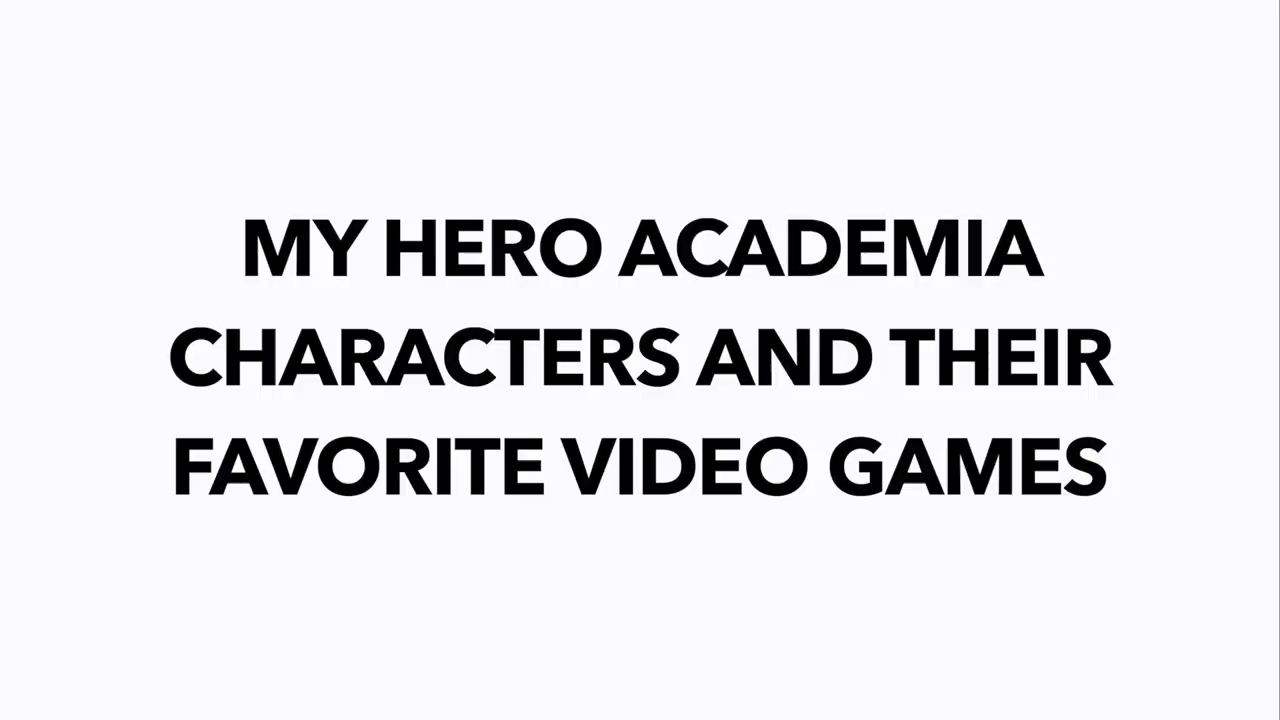 MY HERO ACADEMIA
CHARACTERS AND THEIR
FAVORITE VIDEO GAMES